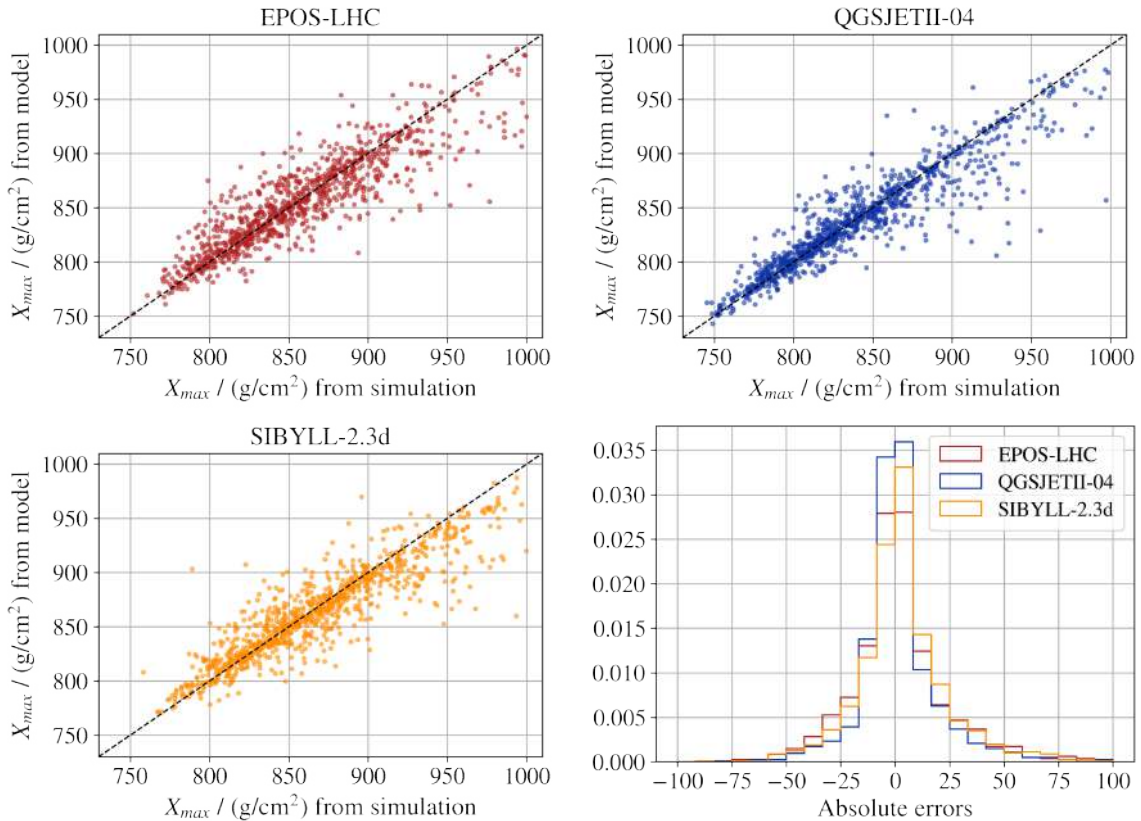 EPOS-LHC
X_max / (g/cm²) from model
1000
950
900
850
800
750
750 800 850 900 950 1000
X_max / (g/cm²) from simulation
QGSJETII-04
X_max / (g/cm²) from model
1000
950
900
850
800
750
750 800 850 900 950 1000
X_max / (g/cm²) from simulation
SIBYLL-2.3d
X_max / (g/cm²) from model
1000
950
900
850
800
750
750 800 850 900 950 1000
X_max / (g/cm²) from simulation
0.035
0.030
0.025
0.020
0.015
0.010
0.005
0.000
EPOS-LHC
QGSJETII-04
SIBYLL-2.3d
−100 −75 −50 −25 0 25 50 75 100
Absolute errors